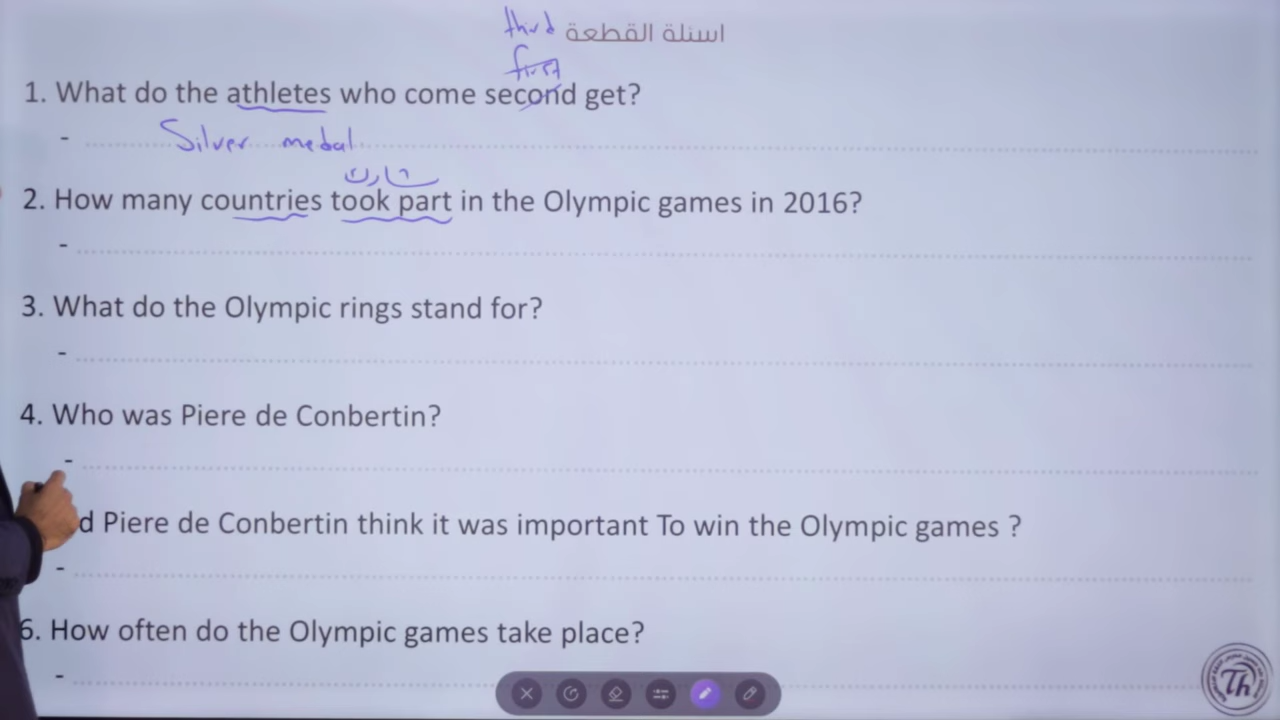 third اسئلة القطعة
first
1. What do the athletes who come second get?
- Silver medal
2. How many countries took part in the Olympic games in 2016?
-
3. What do the Olympic rings stand for?
-
4. Who was Piere de Conbertin?
-
d Piere de Conbertin think it was important To win the Olympic games ?
-
6. How often do the Olympic games take place?
-
Th